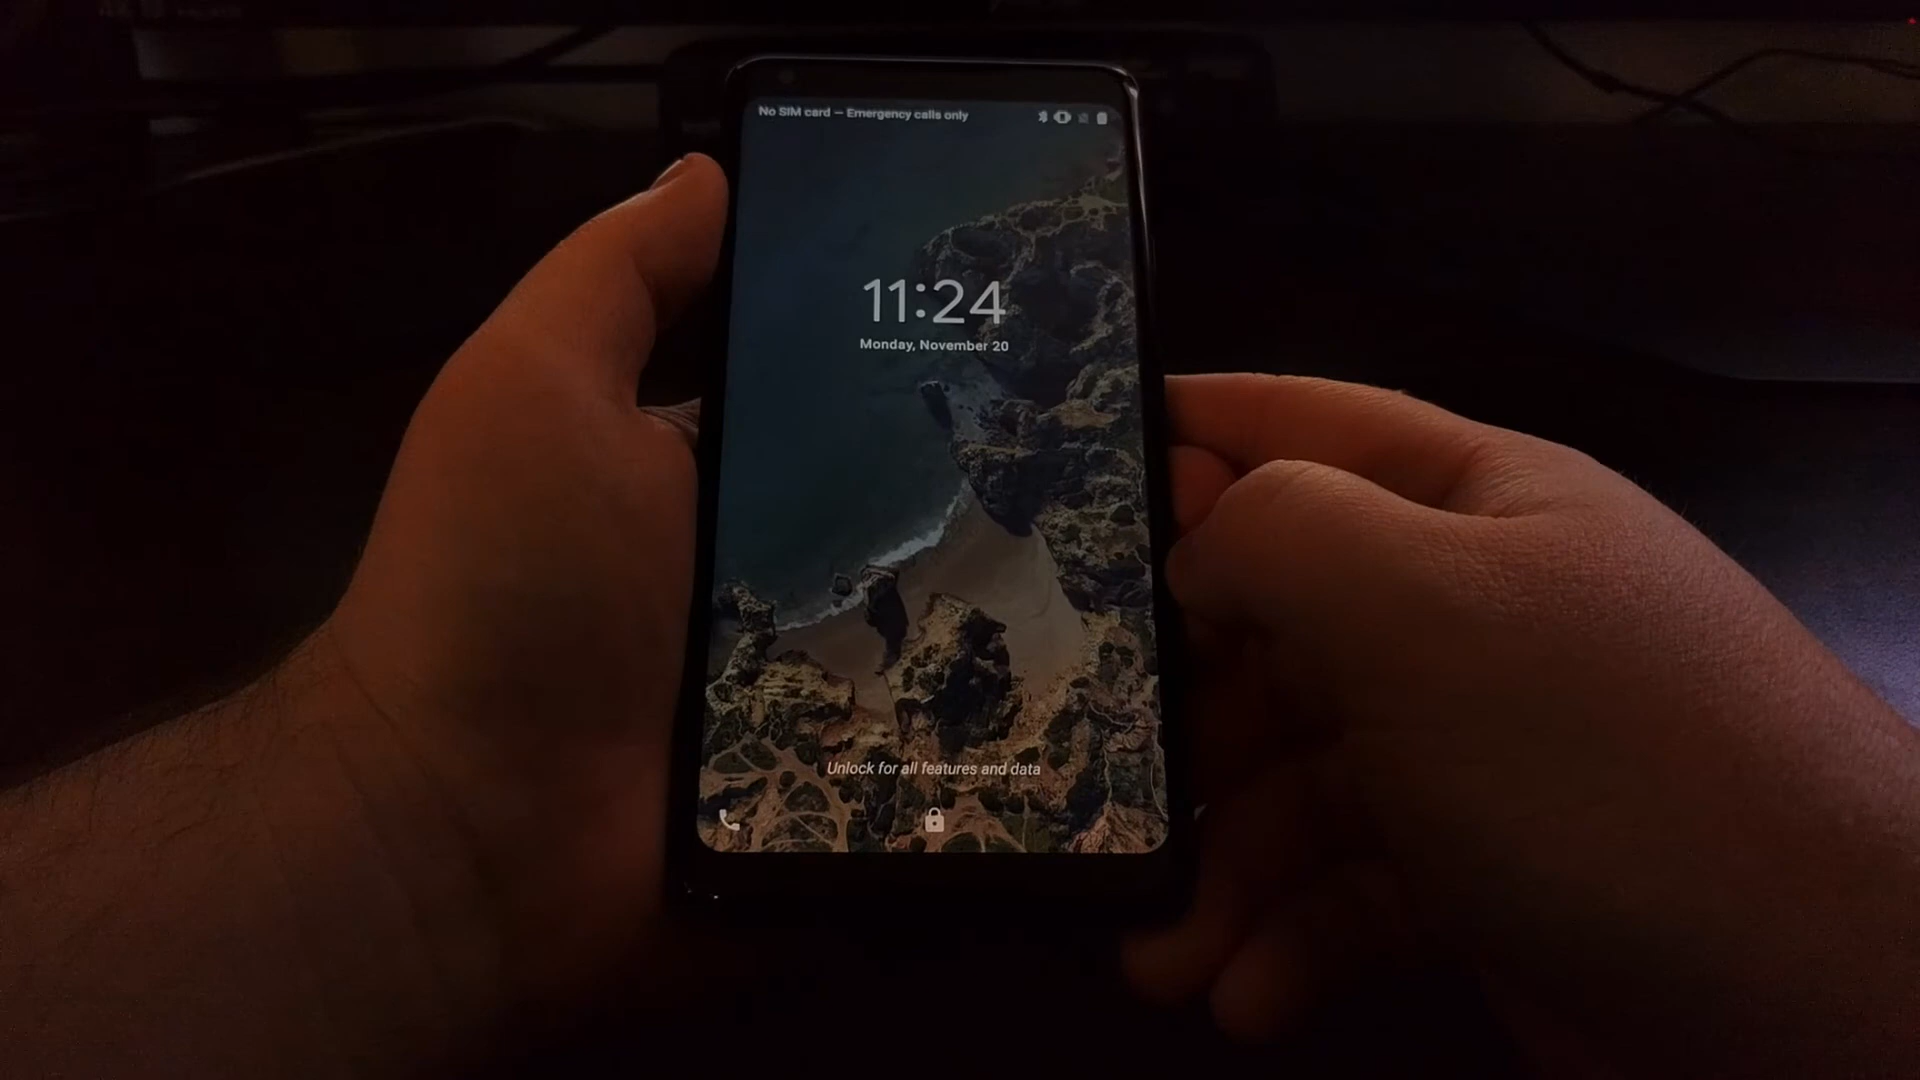 No SIM card — Emergency calls only
11:24
Monday, November 20
Unlock for all features and data